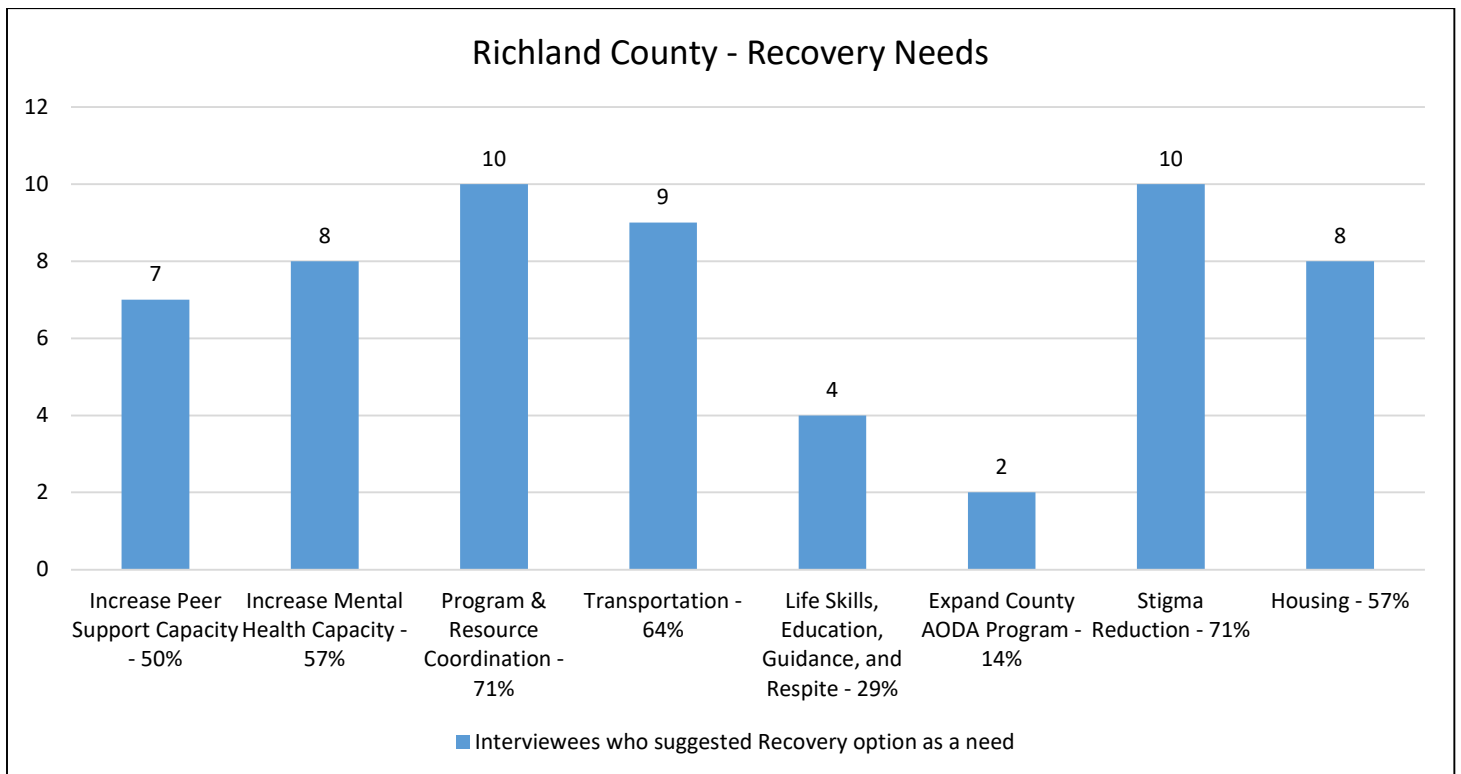 Richland County - Recovery Needs
12
10
8
6
4
2
0
7
8
10
9
4
2
10
8
Increase Peer
Support Capacity
- 50%
Increase Mental
Health Capacity -
57%
Program &
Resource
Coordination -
71%
Transportation -
64%
Life Skills,
Education,
Guidance, and
Respite - 29%
Expand County
AODA Program -
14%
Stigma
Reduction - 71%
Housing - 57%
Interviewees who suggested Recovery option as a need